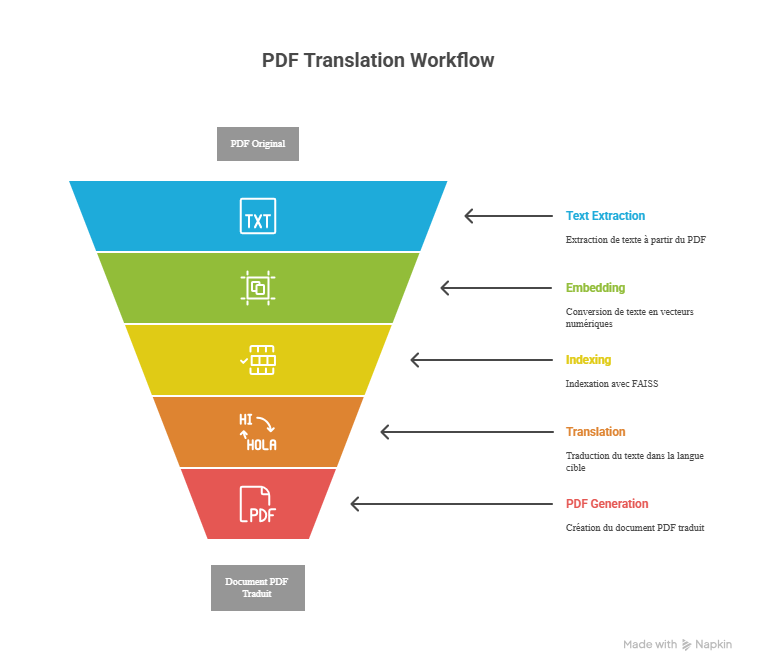 PDF Translation Workflow
PDF Original
TXT
Text Extraction
Extraction de texte à partir du PDF
Embedding
Conversion de texte en vecteurs
numériques
Indexing
Indexation avec FAISS
HI
HOLA
Translation
Traduction du texte dans la langue
cible
PDF
PDF Generation
Création du document PDF traduit
Document PDF
Traduit
Made with Napkin